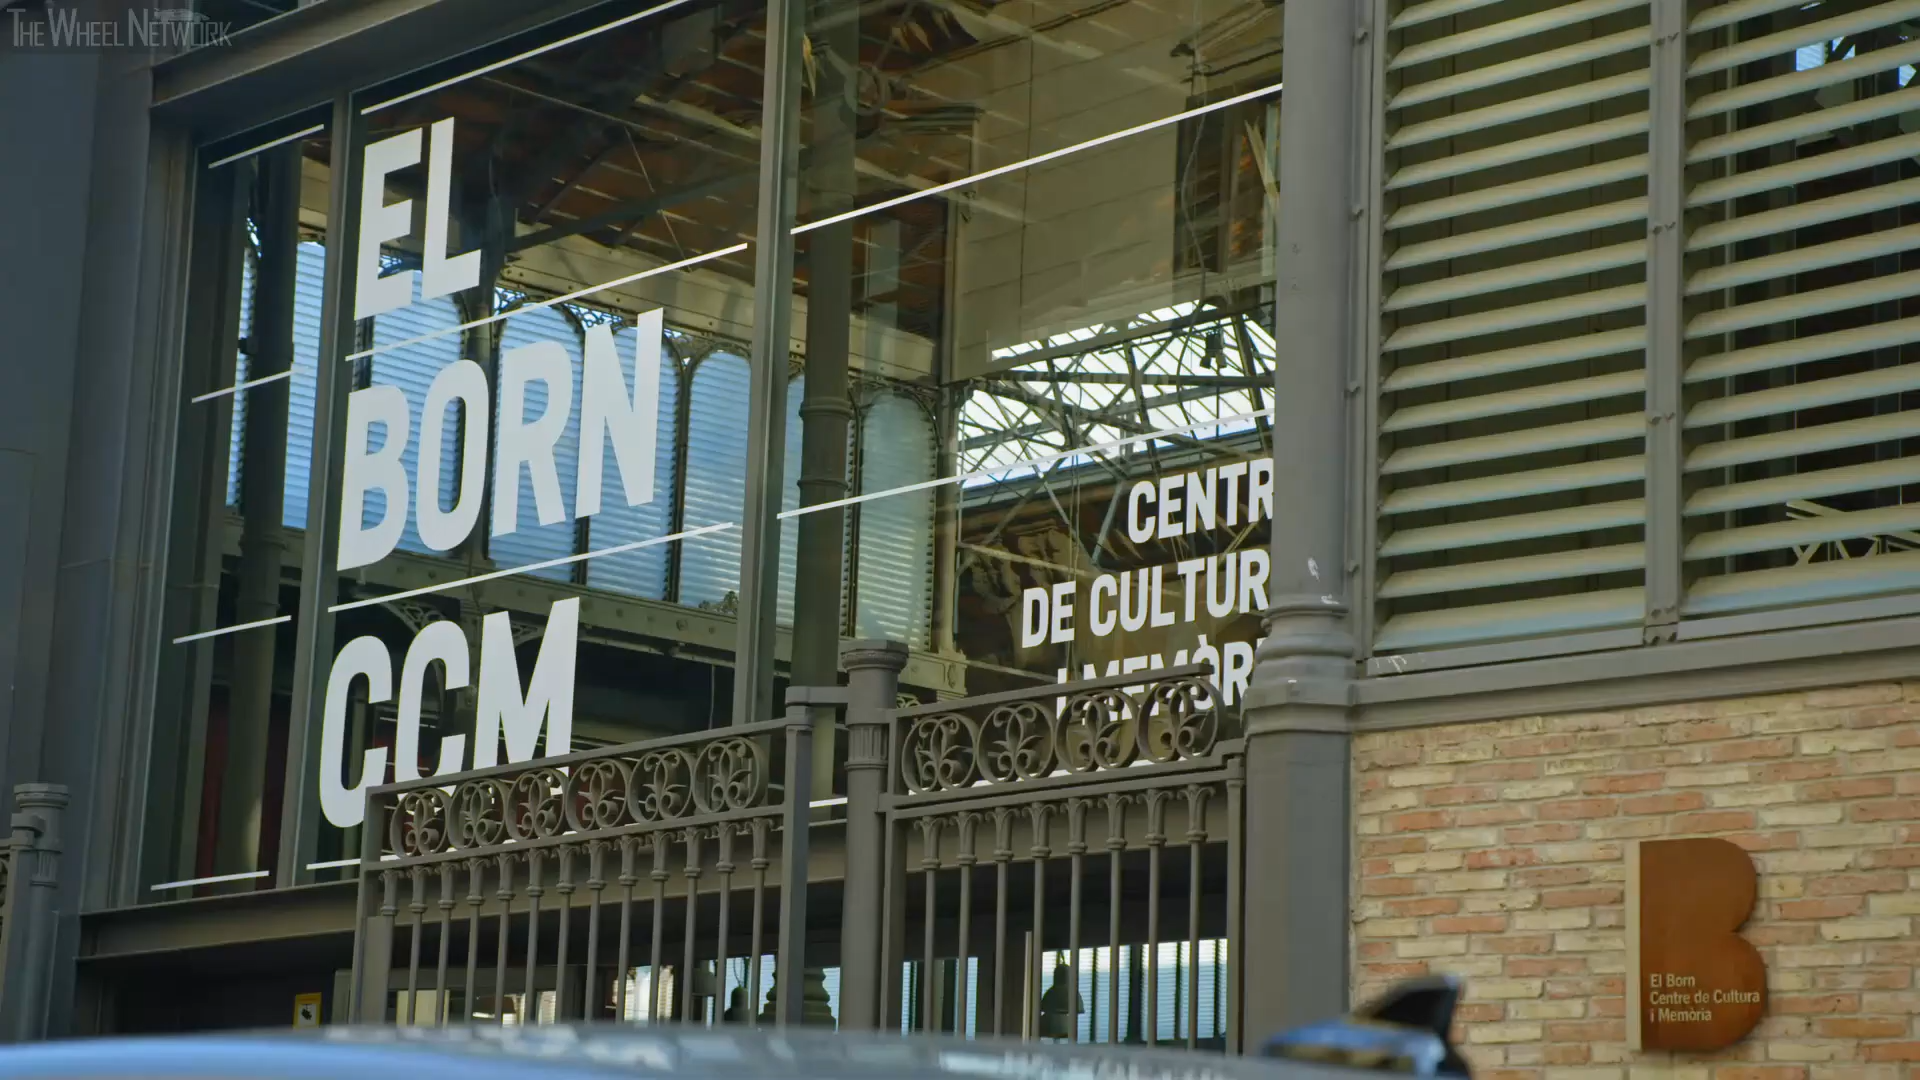 THE WHEEL NETWORK
EL
BORN
CCM
CENTR
DE CULTUR
I MEMÒR
El Born
Centre de Cultura
i Memòria